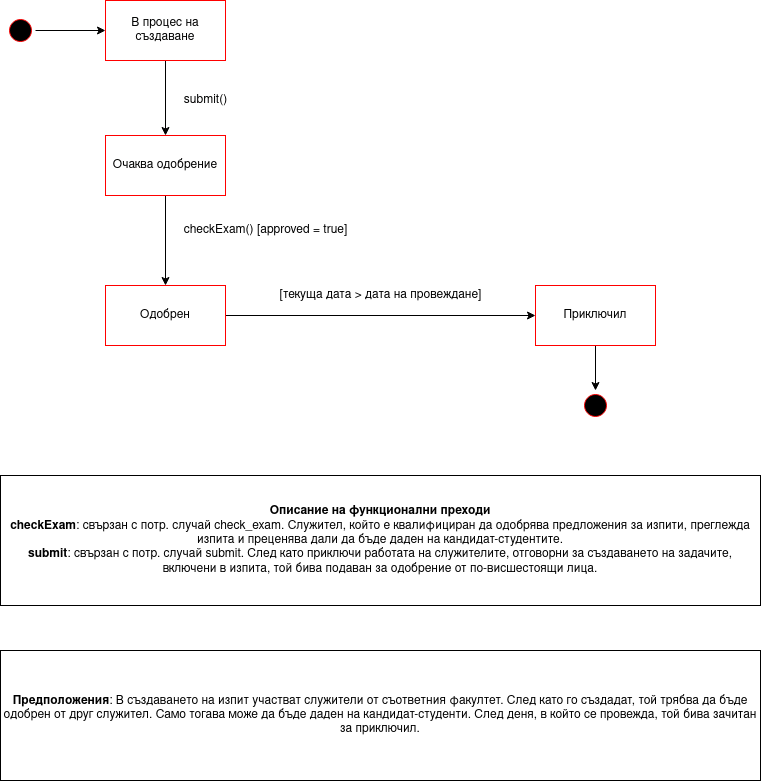 В процес на
създаване
submit()
Очаква одобрение
checkExam() [approved = true]
[текуща дата > дата на провеждане]
Одобрен
Приключил
Описание на функционални преходи
checkExam: свързан с потр. случай check_exam. Служител, който е квалифициран да одобрява предложения за изпити, преглежда
изпита и преценява дали да бъде даден на кандидат-студентите.
submit: свързан с потр. случай submit. След като приключи работата на служителите, отговорни за създаването на задачите,
включени в изпита, той бива подаван за одобрение от по-висшестоящи лица.
Предположения: В създаването на изпит участват служители от съответния факултет. След като го създадат, той трябва да бъде
одобрен от друг служител. Само тогава може да бъде даден на кандидат-студенти. След деня, в който се провежда, той бива зачитан
за приключил.